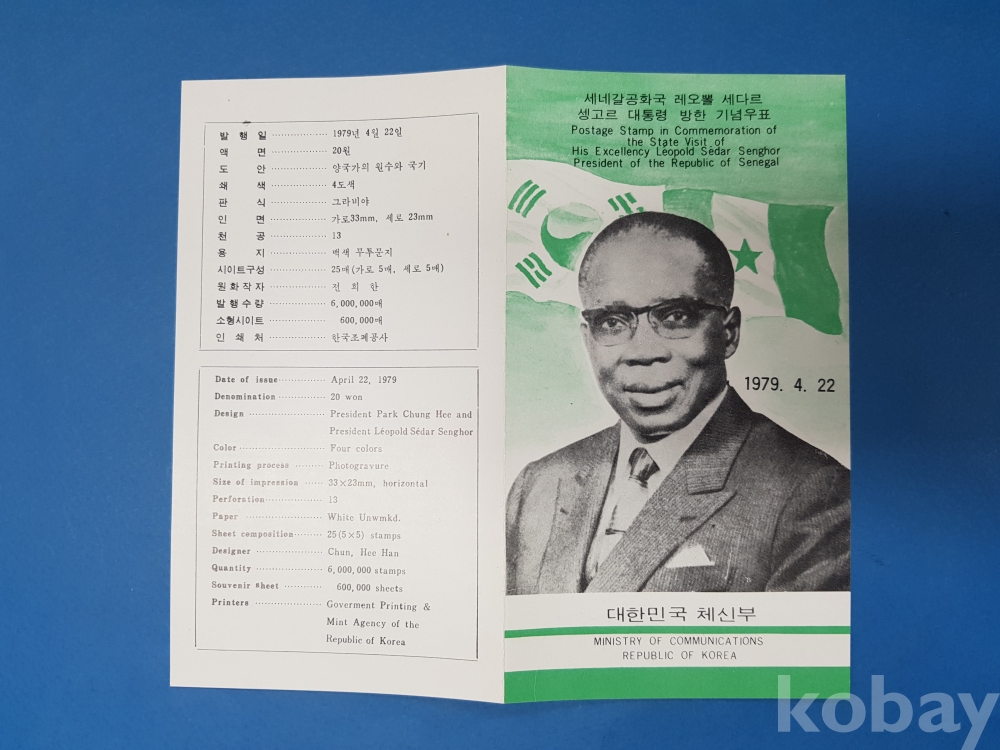 발 행 일 ·················· 1979년 4월 22일
액 면 ·················· 20원
도 안 ·················· 양국가의 원수와 국기
쇄 색 ·················· 4도색
판 식 ·················· 그라비야
인 면 ·················· 가로33mm, 세로 23mm
천 공 ·················· 13
용 지 ·················· 백색 무투문지
시이트구성 ·················· 25매(가로 5매, 세로 5매)
원화작자 ·················· 전 희 한
발행수량 ·················· 6,000,000매
소형시이트 ·················· 600,000매
인 쇄 처 ·················· 한국조폐공사
Date of issue ·············· April 22, 1979
Denomination ·············· 20 won
Design ······················ President Park Chung Hee and
President Léopold Sédar Senghor
Color ························ Four colors
Printing process ········ Photogravure
Size of impression ······ 33×23mm, horizontal
Perforation ················· 13
Paper ······················· White Unwmkd.
Sheet composition ········ 25(5×5) stamps
Designer ···················· Chun, Hee Han
Quantity ···················· 6,000,000 stamps
Souvenir sheet ············ 600,000 sheets
Printers ···················· Goverment Printing &
Mint Agency of the
Republic of Korea
세네갈공화국 레오뽈 세다르
셍고르 대통령 방한 기념우표
Postage Stamp in Commemoration of
the State Visit of
His Excellency Léopold Sédar Senghor
President of the Republic of Senegal
1979. 4. 22
대한민국 체신부
MINISTRY OF COMMUNICATIONS
REPUBLIC OF KOREA
kobay